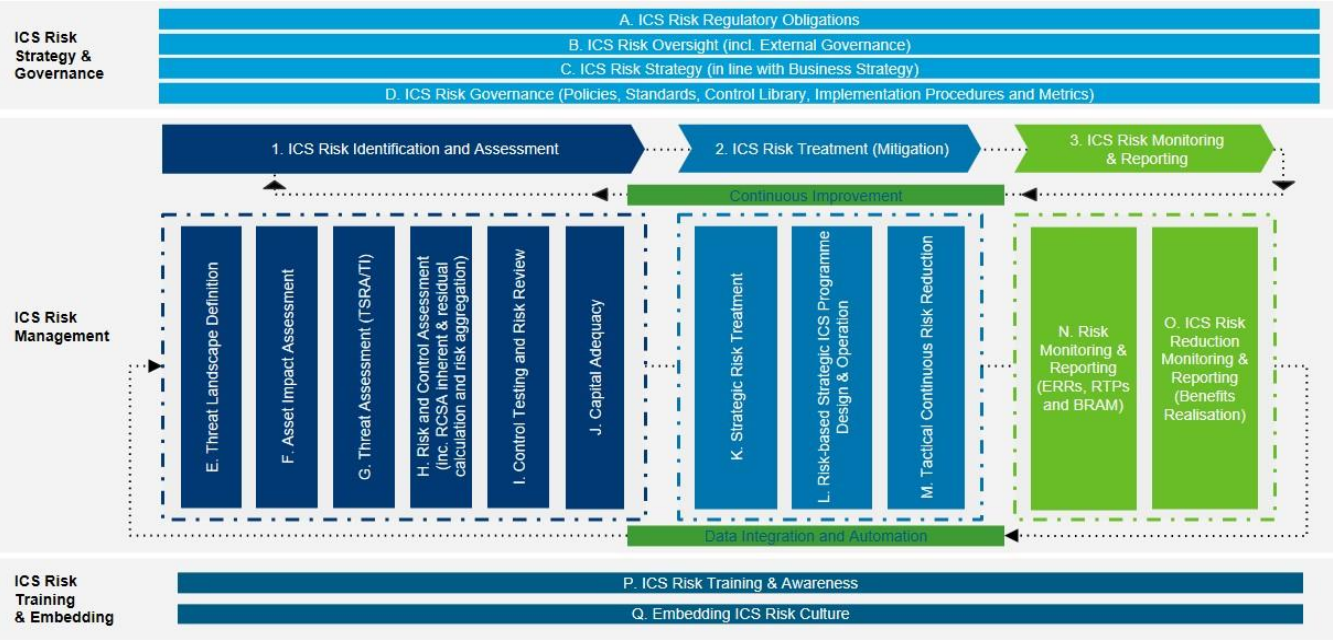 ICS Risk
Strategy &
Governance
A. ICS Risk Regulatory Obligations
B. ICS Risk Oversight (incl. External Governance)
C. ICS Risk Strategy (in line with Business Strategy)
D. ICS Risk Governance (Policies, Standards, Control Library, Implementation Procedures and Metrics)
1. ICS Risk Identification and Assessment
2. ICS Risk Treatment (Mitigation)
3. ICS Risk Monitoring
& Reporting
Continuous Improvement
ICS Risk
Management
E. Threat Landscape Definition
F. Asset Impact Assessment
G. Threat Assessment (TSRA/TI)
H. Risk and Control Assessment
(inc. RCSA inherent & residual
calculation and risk aggregation)
I. Control Testing and Risk Review
J. Capital Adequacy
K. Strategic Risk Treatment
L. Risk-based Strategic ICS Programme
Design & Operation
M. Tactical Continuous Risk Reduction
N. Risk
Monitoring &
Reporting
(ERRs, RTPs
and BRAM)
O. ICS Risk
Reduction
Monitoring &
Reporting
(Benefits
Realisation)
Data Integration and Automation
ICS Risk
Training
& Embedding
P. ICS Risk Training & Awareness
Q. Embedding ICS Risk Culture